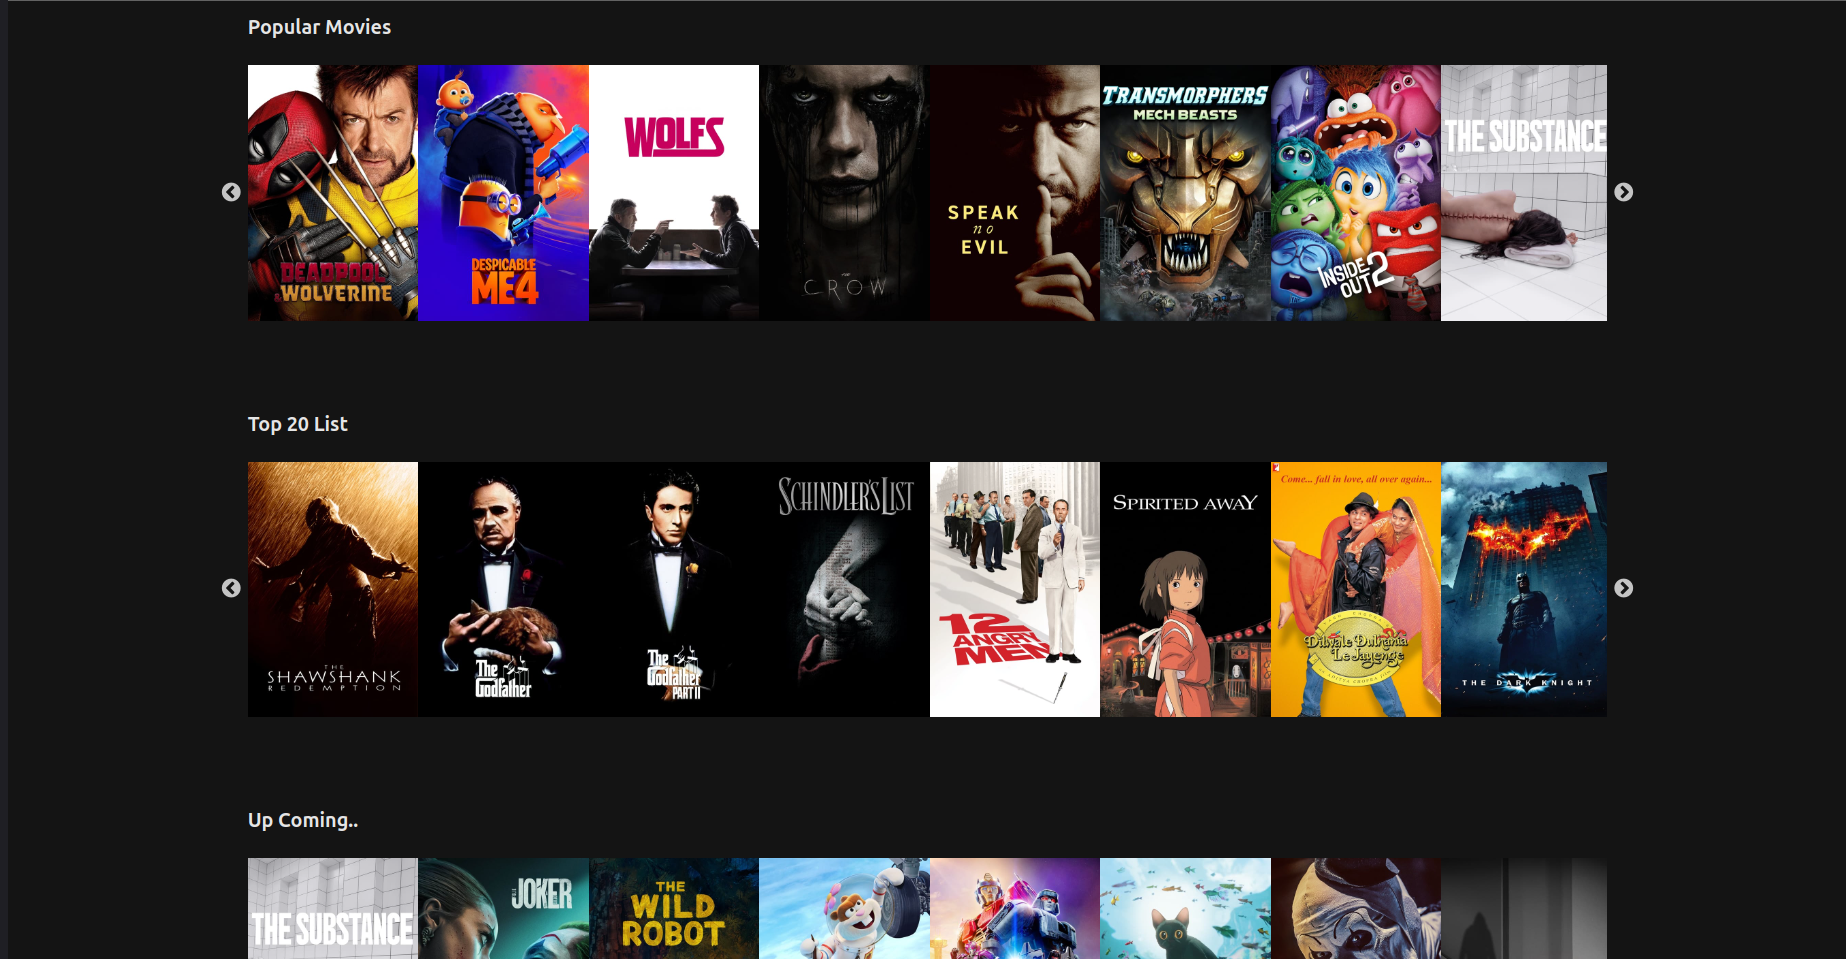 Popular Movies
DEADPOOL
& WOLVERINE
DESPICABLE
ME 4
WOLFS
THE
CROW
SPEAK
no
EVIL
TRANSMORPHERS
MECH BEASTS
INSIDE
OUT 2
THE SUBSTANCE
Top 20 List
THE
SHAWSHANK
REDEMPTION
The
Godfather
The
Godfather
PART II
SCHINDLER'S LIST
12
ANGRY
MEN
SPIRITED AWAY
Come... fall in love, all over again...
Dilwale Dulhania
Le Jayenge
THE DARK KNIGHT
Up Coming..
THE SUBSTANCE
JOKER
THE
WILD
ROBOT